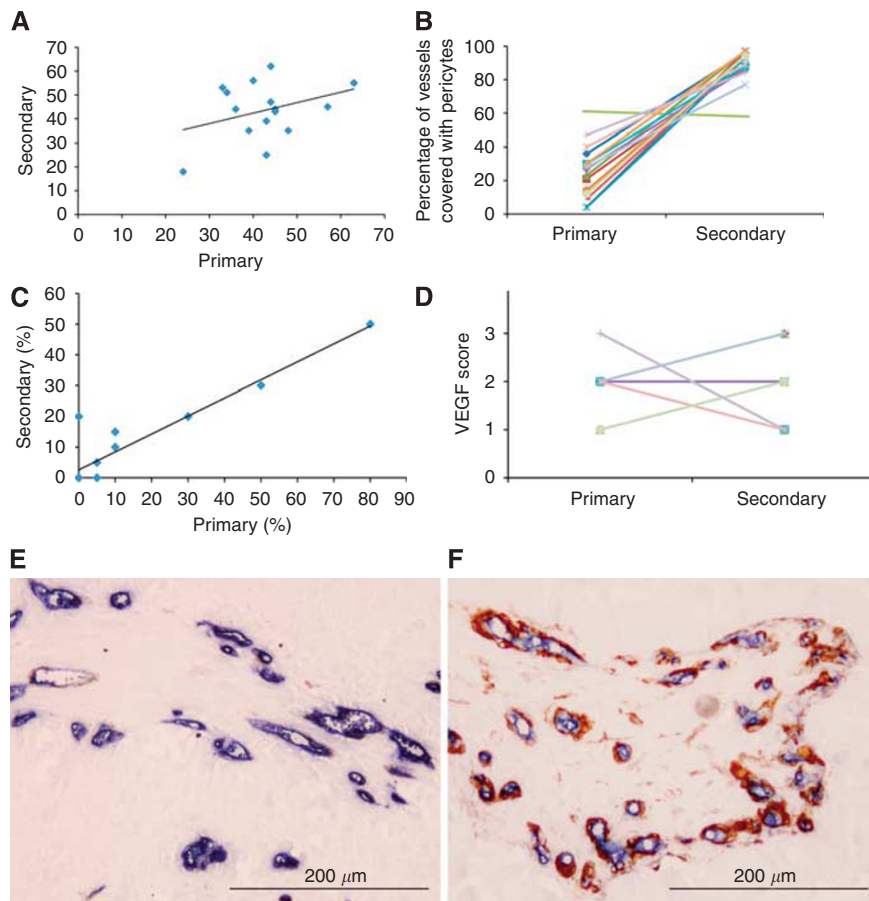 A
Secondary
70
60
50
40
30
20
10
0
0 10 20 30 40 50 60 70
Primary
B
Percentage of vessels
covered with pericytes
100
80
60
40
20
0
Primary Secondary
C
Secondary (%)
60
50
40
30
20
10
0
0 10 20 30 40 50 60 70 80 90
Primary (%)
D
VEGF score
3
2
1
0
Primary Secondary
E
200 μm
F
200 μm